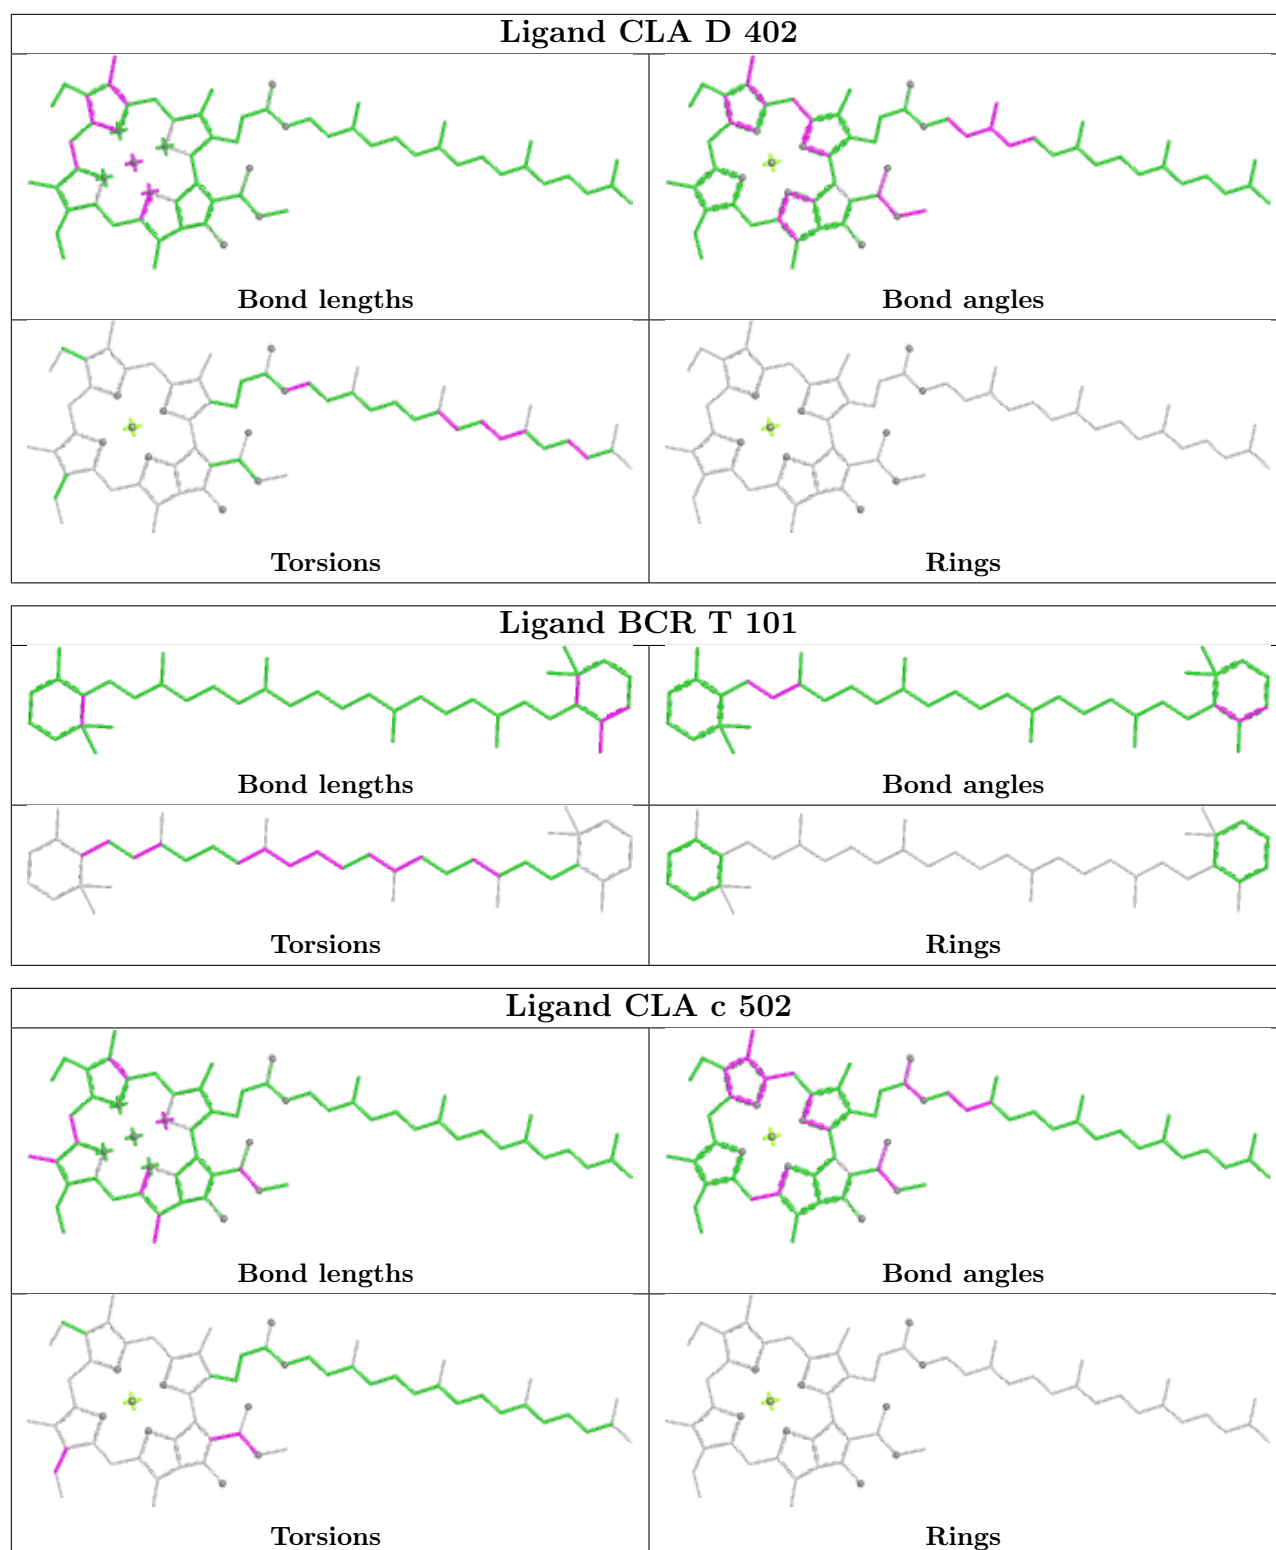 Ligand CLA D 402
Bond lengths
Bond angles
Torsions
Rings
Ligand BCR T 101
Bond lengths
Bond angles
Torsions
Rings
Ligand CLA c 502
Bond lengths
Bond angles
Torsions
Rings